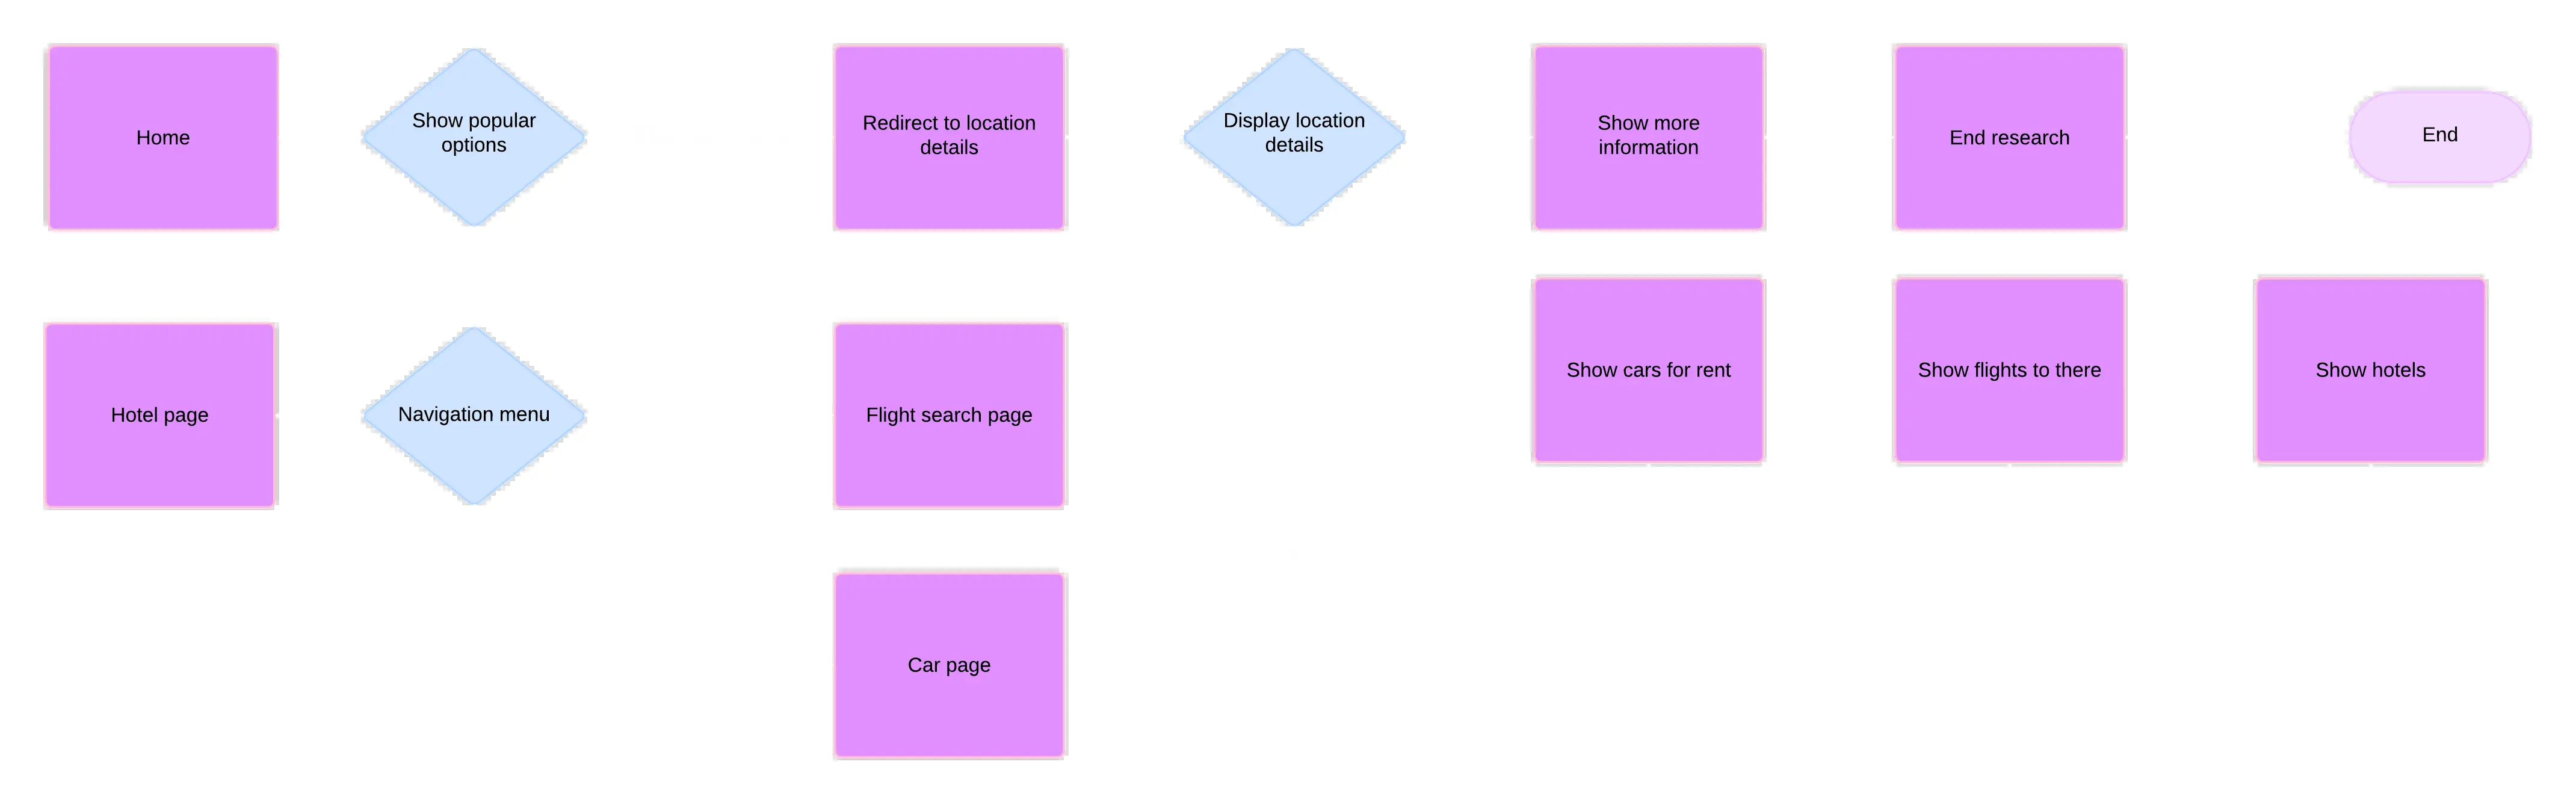 Home
Show popular
options
Redirect to location
details
Display location
details
Show more
information
End research
End
Hotel page
Navigation menu
Flight search page
Show cars for rent
Show flights to there
Show hotels
Car page